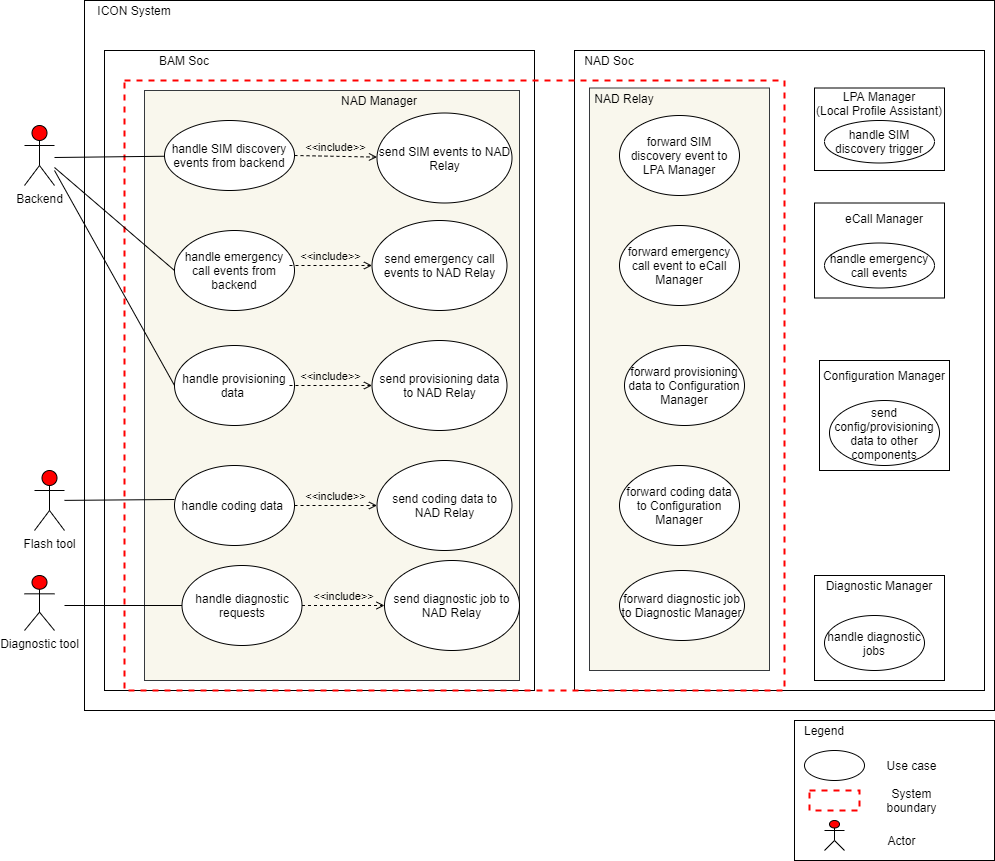 ICON System
BAM Soc
NAD Manager
handle SIM discovery
events from backend
<<include>>
send SIM events to NAD
Relay
handle emergency
call events from
backend
<<include>>
send emergency call
events to NAD Relay
handle provisioning
data
<<include>>
send provisioning data
to NAD Relay
handle coding data
<<include>>
send coding data to
NAD Relay
handle diagnostic
requests
<<include>>
send diagnostic job to
NAD Relay
NAD Soc
NAD Relay
forward SIM
discovery event to
LPA Manager
forward emergency
call event to eCall
Manager
forward provisioning
data to Configuration
Manager
forward coding data
to Configuration
Manager
forward diagnostic job
to Diagnostic Manager
LPA Manager
(Local Profile Assistant)
handle SIM
discovery trigger
eCall Manager
handle emergency
call events
Configuration Manager
send
config/provisioning
data to other
components
Diagnostic Manager
handle diagnostic
jobs
Backend
Flash tool
Diagnostic tool
Legend
Use case
System
boundary
Actor